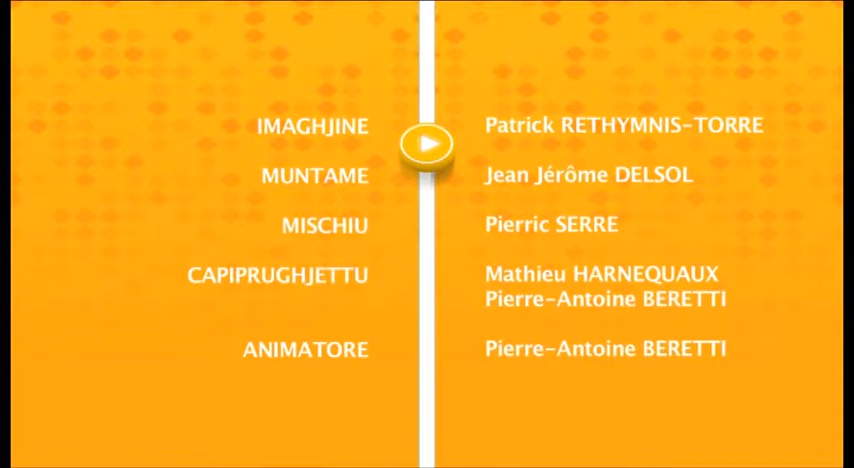 IMAGHJINE Patrick RETHYMNIS-TORRE
MUNTAME Jean Jérôme DELSOL
MISCHIU Pierric SERRE
CAPIPRUGHJETTU Mathieu HARNEQUAUX
Pierre-Antoine BERETTI
ANIMATORE Pierre-Antoine BERETTI